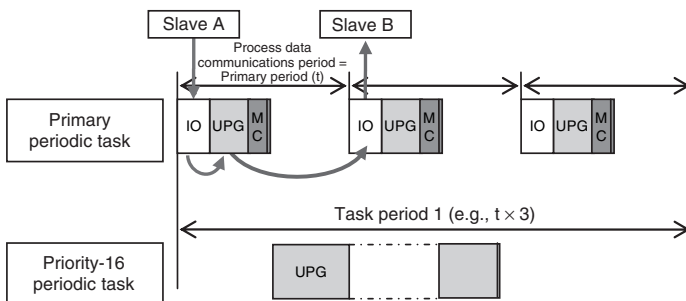 Slave A
Slave B
Process data
communications period =
Primary period (t)
Primary
periodic task
IO
UPG
M
C
IO
UPG
M
C
IO
UPG
M
C
Task period 1 (e.g., t × 3)
Priority-16
periodic task
UPG